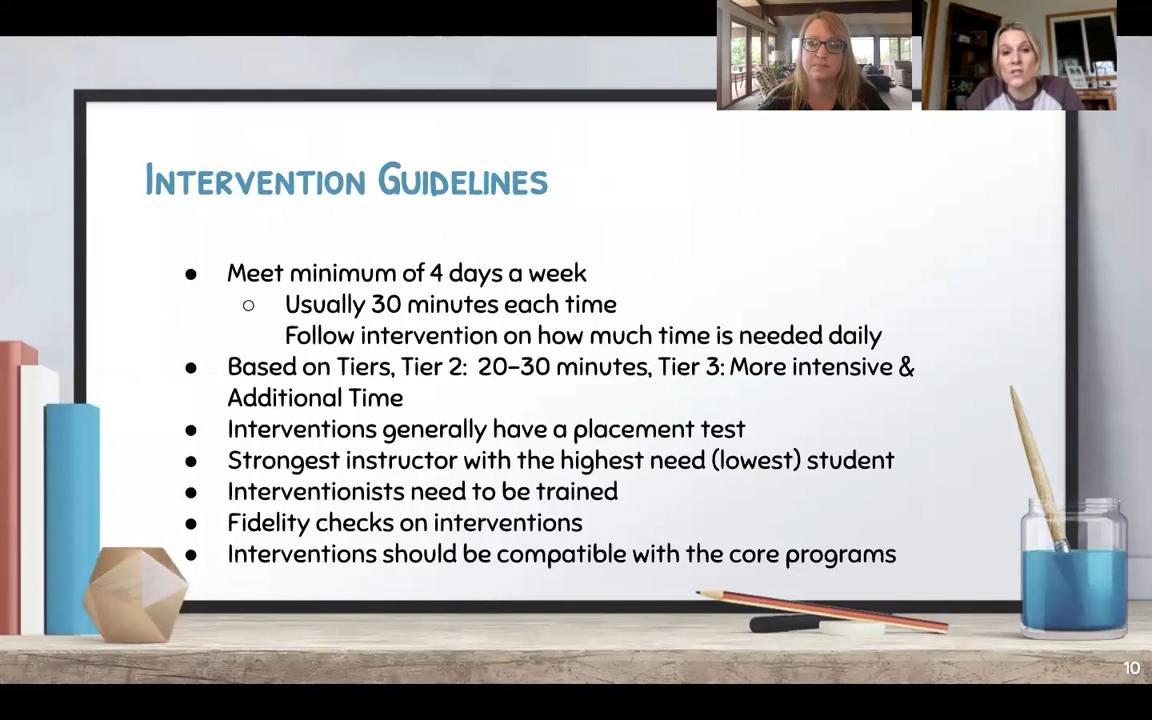 Intervention Guidelines
● Meet minimum of 4 days a week
○ Usually 30 minutes each time
Follow intervention on how much time is needed daily
● Based on Tiers, Tier 2: 20-30 minutes, Tier 3: More intensive &
Additional Time
● Interventions generally have a placement test
● Strongest instructor with the highest need (lowest) student
● Interventionists need to be trained
● Fidelity checks on interventions
● Interventions should be compatible with the core programs
10